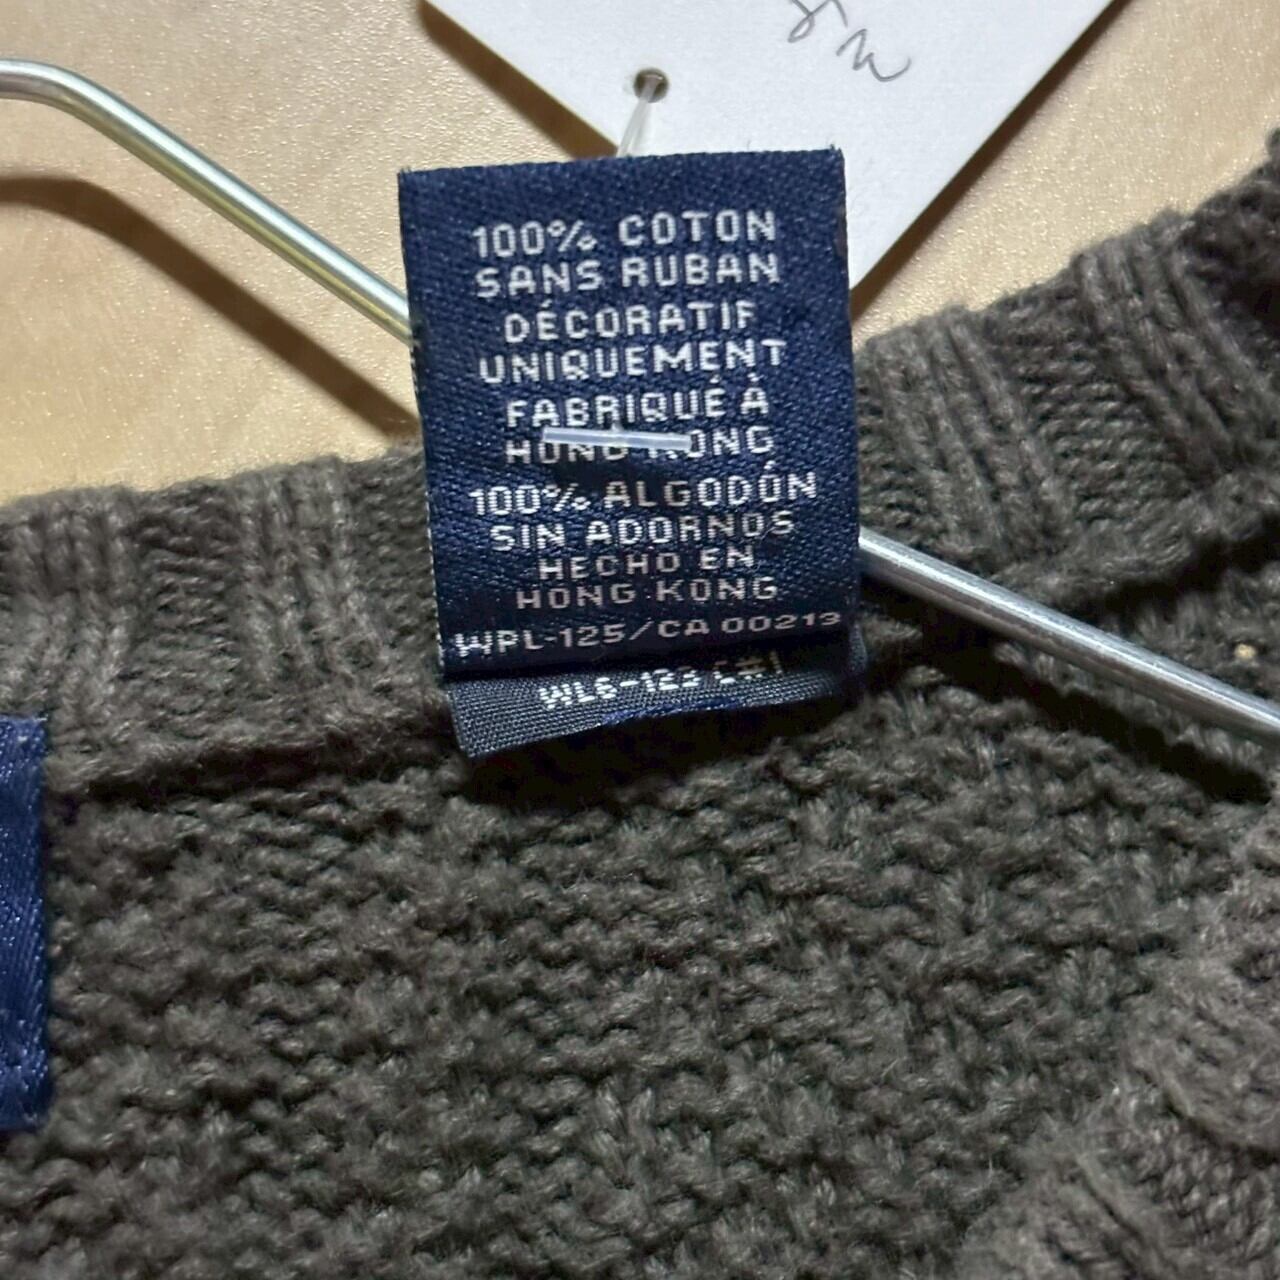 100% COTON
SANS RUBAN
DÉCORATIF
UNIQUEMENT
FABRIQUÉ À
HONG KONG
100% ALGODÓN
SIN ADORNOS
HECHO EN
HONG KONG
WPL-125/CA 00213